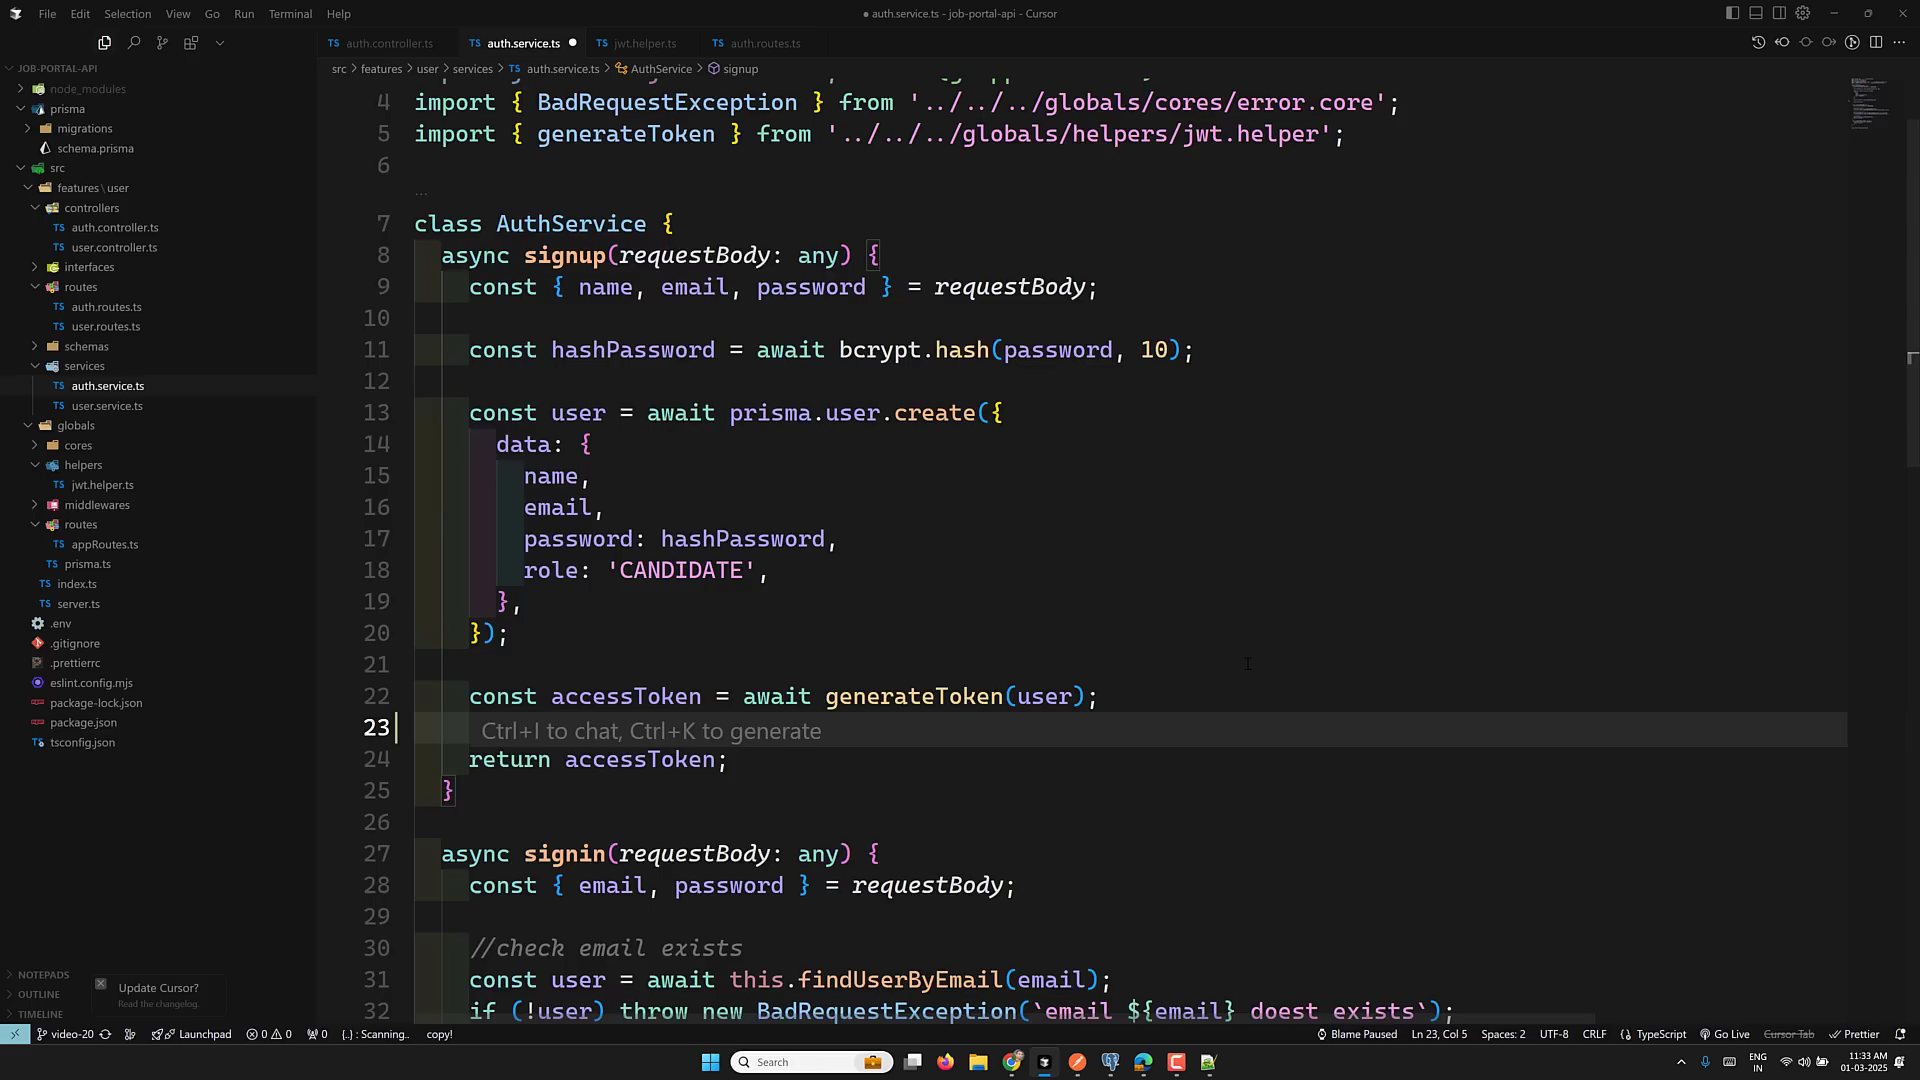 File Edit Selection View Go Run Terminal Help
● auth.service.ts - job-portal-api - Cursor
TS auth.controller.ts
TS auth.service.ts ●
TS jwt.helper.ts
TS auth.routes.ts
src > features > user > services > TS auth.service.ts > AuthService > signup
JOB-PORTAL-API
node_modules
prisma
migrations
schema.prisma
src
features \ user
controllers
TS auth.controller.ts
TS user.controller.ts
interfaces
routes
TS auth.routes.ts
TS user.routes.ts
schemas
services
TS auth.service.ts
TS user.service.ts
globals
cores
helpers
TS jwt.helper.ts
middlewares
routes
TS appRoutes.ts
TS prisma.ts
TS index.ts
TS server.ts
.env
.gitignore
.prettierrc
eslint.config.mjs
package-lock.json
package.json
tsconfig.json
NOTEPADS
OUTLINE
TIMELINE
Update Cursor?
Read the changelog.
4 import { BadRequestException } from '../../../globals/cores/error.core';
5 import { generateToken } from '../../../globals/helpers/jwt.helper';
6
...
7 class AuthService {
8 async signup(requestBody: any) {
9 const { name, email, password } = requestBody;
10
11 const hashPassword = await bcrypt.hash(password, 10);
12
13 const user = await prisma.user.create({
14 data: {
15 name,
16 email,
17 password: hashPassword,
18 role: 'CANDIDATE',
19 },
20 });
21
22 const accessToken = await generateToken(user);
23 Ctrl+I to chat, Ctrl+K to generate
24 return accessToken;
25 }
26
27 async signin(requestBody: any) {
28 const { email, password } = requestBody;
29
30 //check email exists
31 const user = await this.findUserByEmail(email);
32 if (!user) throw new BadRequestException(`email ${email} doest exists`);
video-20 Launchpad 0 0 0 {..} : Scanning.. copy!
Blame Paused Ln 23, Col 5 Spaces: 2 UTF-8 CRLF {} TypeScript Go Live Cursor Tab Prettier
Search
ENG
IN
11:33 AM
01-03-2025